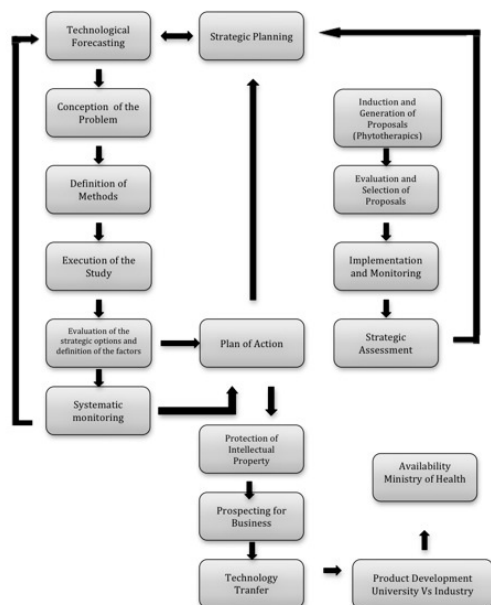 Technological
Forecasting
Strategic Planning
Conception of the
Problem
Induction and
Generation of
Proposals
(Phytotherapics)
Definition of
Methods
Evaluation and
Selection of
Proposals
Execution of the
Study
Implementation
and Monitoring
Evaluation of the
strategic options and
definition of the factors
Plan of Action
Strategic
Assessment
Systematic
monitoring
Protection of
Intellectual
Property
Availability
Ministry of Health
Prospecting for
Business
Technology
Tranfer
Product Development
University Vs Industry